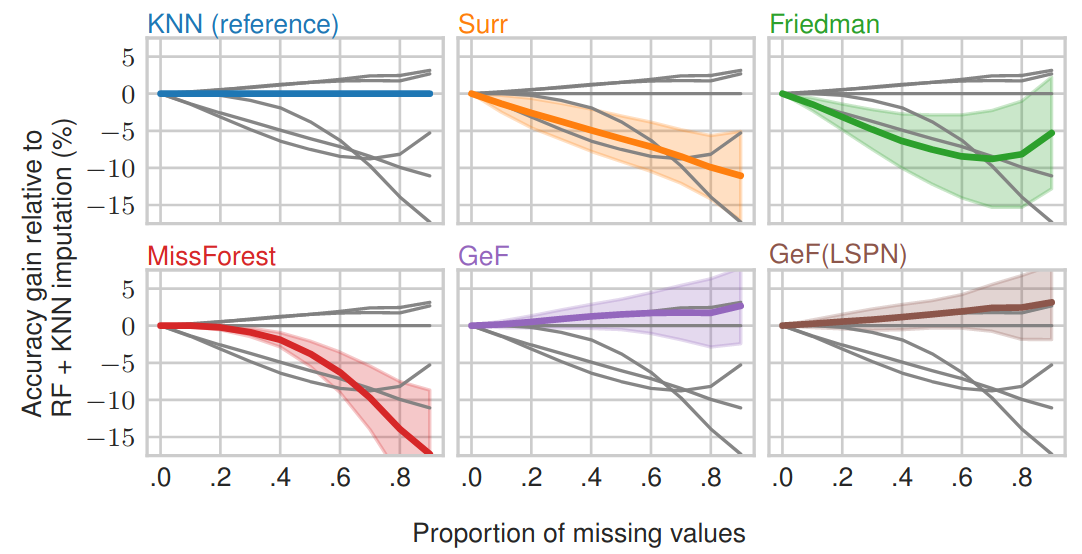 KNN (reference)
Surr
Friedman
5
0
−5
−10
−15
MissForest
GeF
GeF(LSPN)
5
0
−5
−10
−15
.0 .2 .4 .6 .8
.0 .2 .4 .6 .8
.0 .2 .4 .6 .8
Accuracy gain relative to
RF + KNN imputation (%)
Proportion of missing values